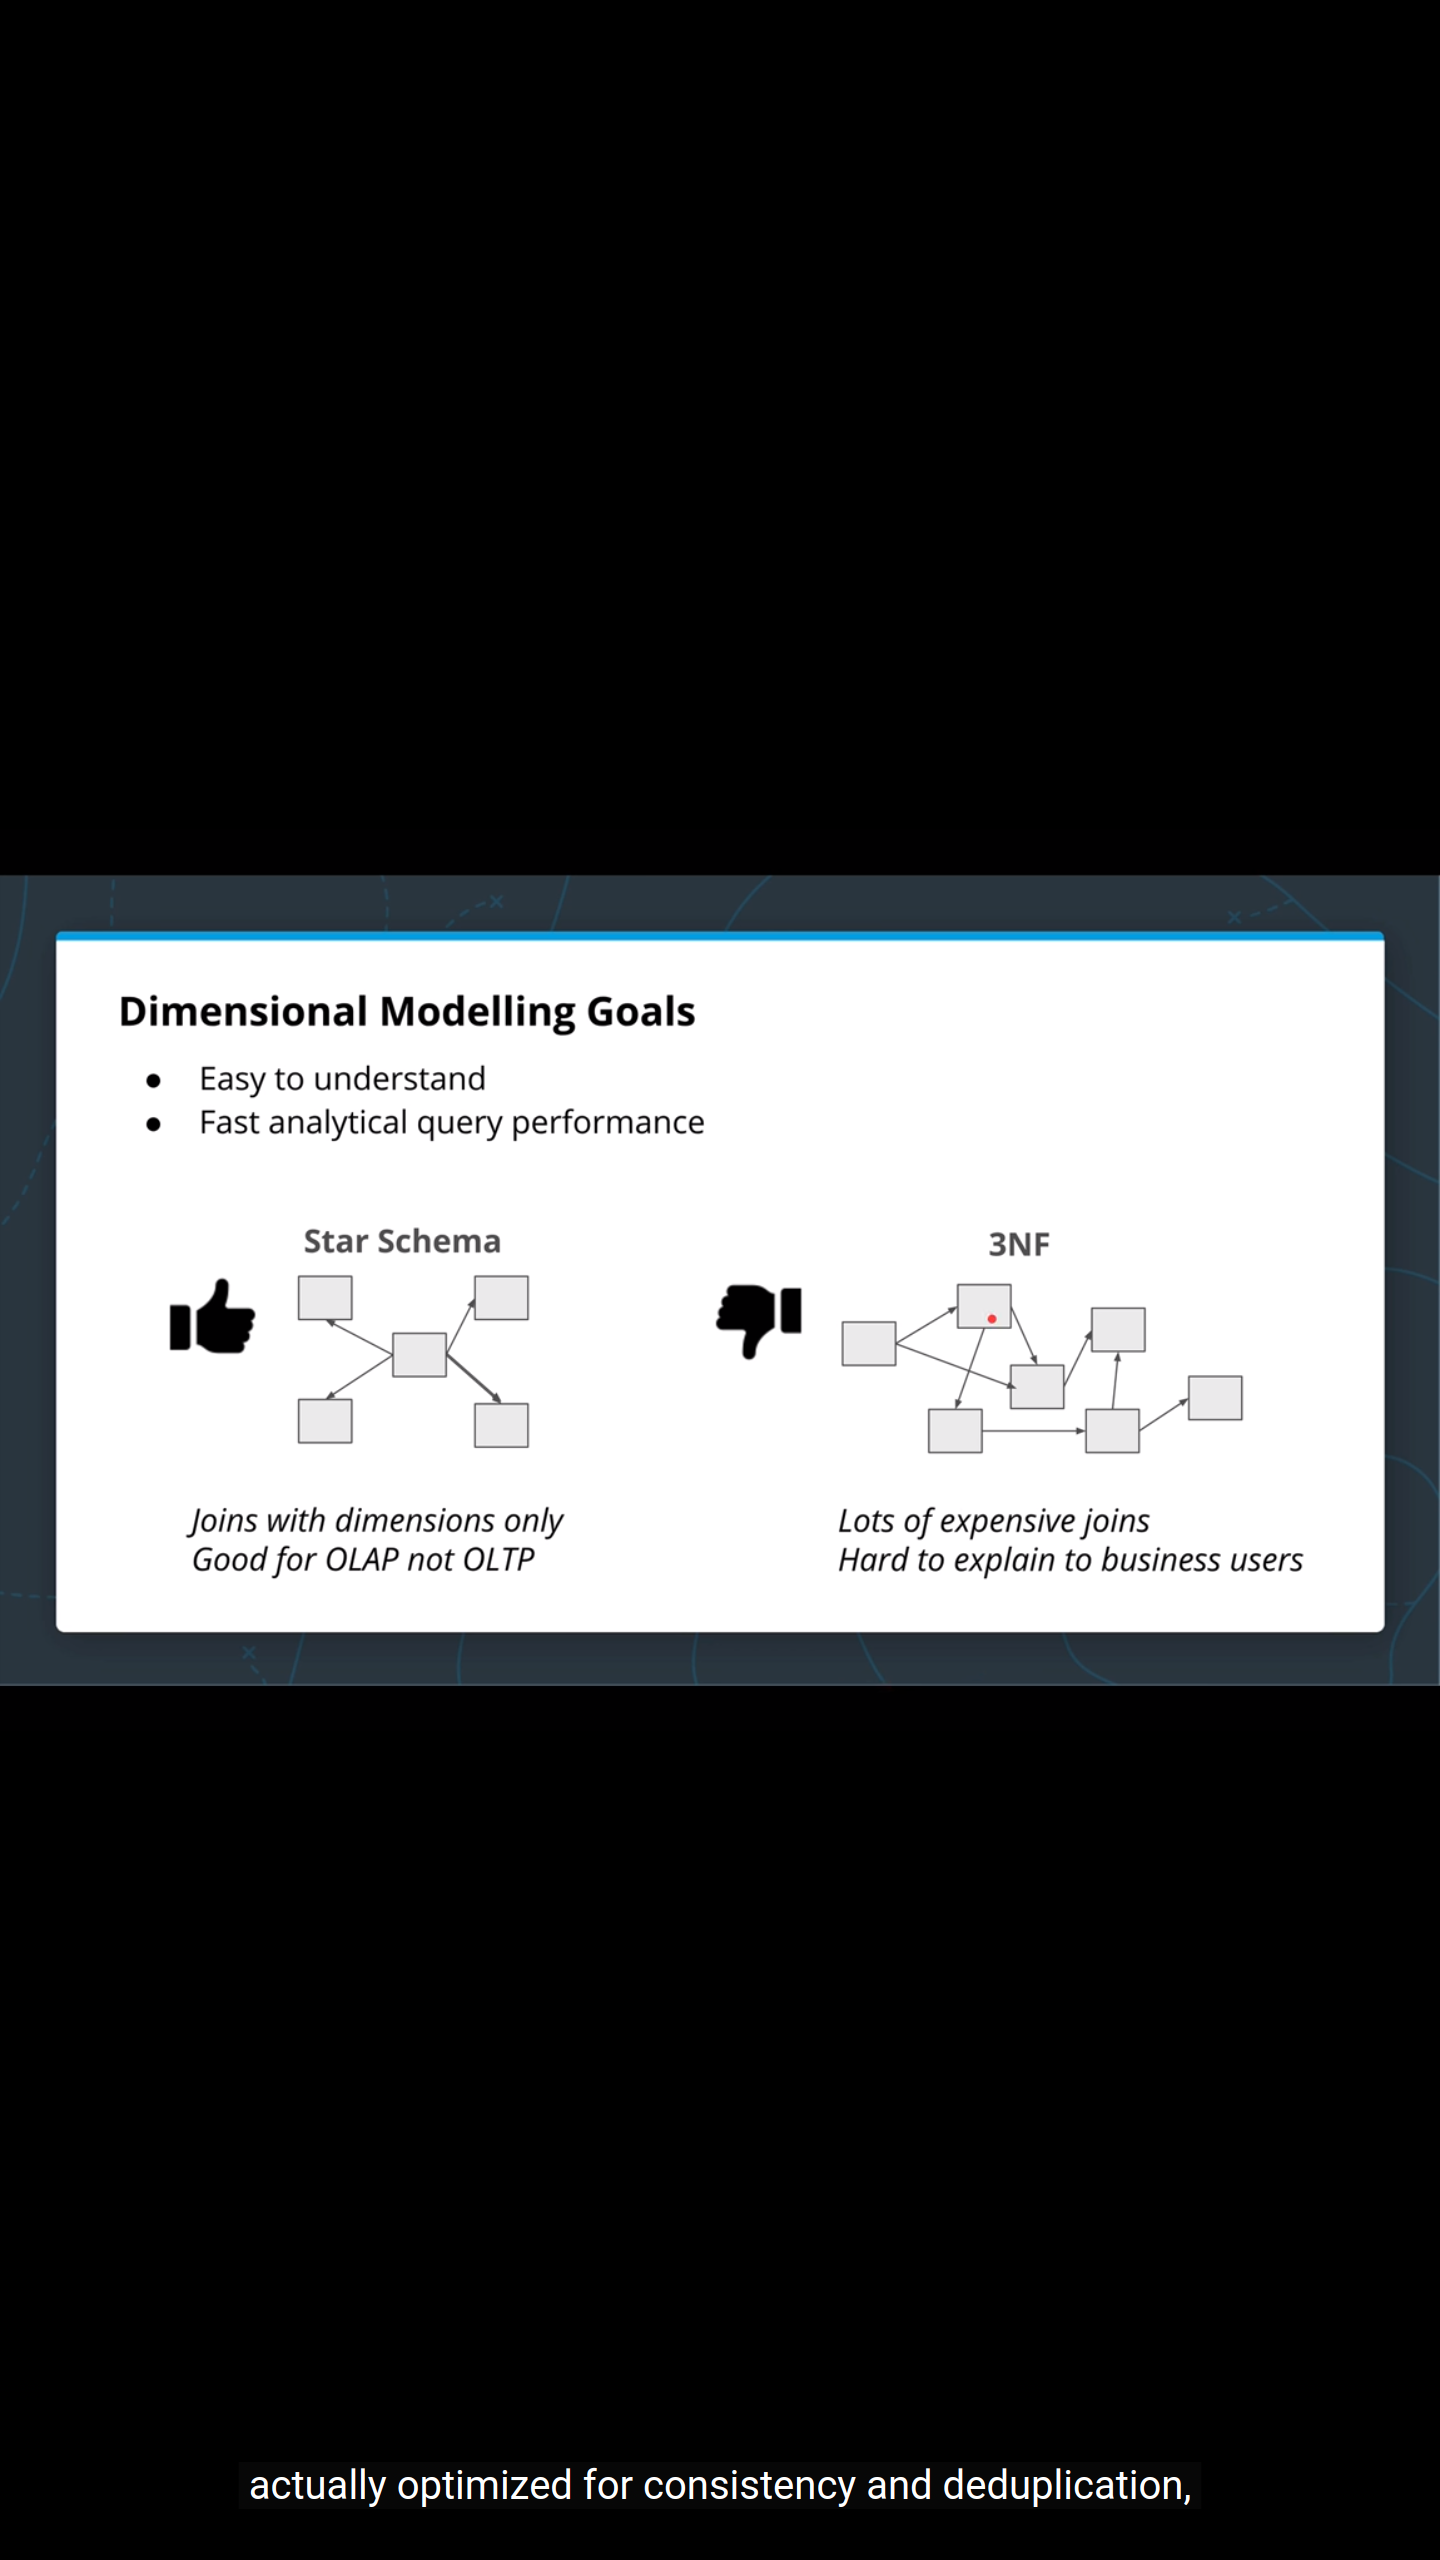 Dimensional Modelling Goals
● Easy to understand
● Fast analytical query performance
Star Schema
Joins with dimensions only
Good for OLAP not OLTP
3NF
Lots of expensive joins
Hard to explain to business users
actually optimized for consistency and deduplication,